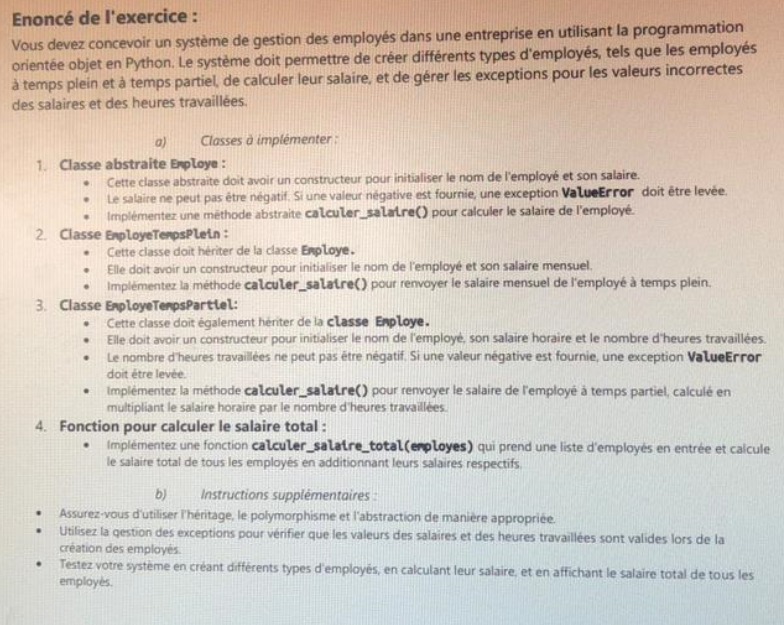 Enoncé de l'exercice :
Vous devez concevoir un système de gestion des employés dans une entreprise en utilisant la programmation
orientée objet en Python. Le système doit permettre de créer différents types d'employés, tels que les employés
à temps plein et à temps partiel, de calculer leur salaire, et de gérer les exceptions pour les valeurs incorrectes
des salaires et des heures travaillées.
a) Classes à implémenter :
1. Classe abstraite Employe :
• Cette classe abstraite doit avoir un constructeur pour initialiser le nom de l'employé et son salaire.
• Le salaire ne peut pas être négatif. Si une valeur négative est fournie, une exception ValueError doit être levée.
• Implémentez une méthode abstraite calculer_salaire() pour calculer le salaire de l'employé.
2. Classe EmployeTempsPlein :
• Cette classe doit hériter de la classe Employe.
• Elle doit avoir un constructeur pour initialiser le nom de l'employé et son salaire mensuel.
• Implémentez la méthode calculer_salaire() pour renvoyer le salaire mensuel de l'employé à temps plein.
3. Classe EmployeTempsPartiel:
• Cette classe doit également hériter de la classe Employe.
• Elle doit avoir un constructeur pour initialiser le nom de l'employé, son salaire horaire et le nombre d'heures travaillées.
• Le nombre d'heures travaillées ne peut pas être négatif. Si une valeur négative est fournie, une exception ValueError
doit être levée.
• Implémentez la méthode calculer_salaire() pour renvoyer le salaire de l'employé à temps partiel, calculé en
multipliant le salaire horaire par le nombre d'heures travaillées.
4. Fonction pour calculer le salaire total :
• Implémentez une fonction calculer_salaire_total(employes) qui prend une liste d'employés en entrée et calcule
le salaire total de tous les employés en additionnant leurs salaires respectifs.
b) Instructions supplémentaires :
• Assurez-vous d'utiliser l'héritage, le polymorphisme et l'abstraction de manière appropriée.
• Utilisez la gestion des exceptions pour vérifier que les valeurs des salaires et des heures travaillées sont valides lors de la
création des employés.
• Testez votre système en créant différents types d'employés, en calculant leur salaire, et en affichant le salaire total de tous les
employés.